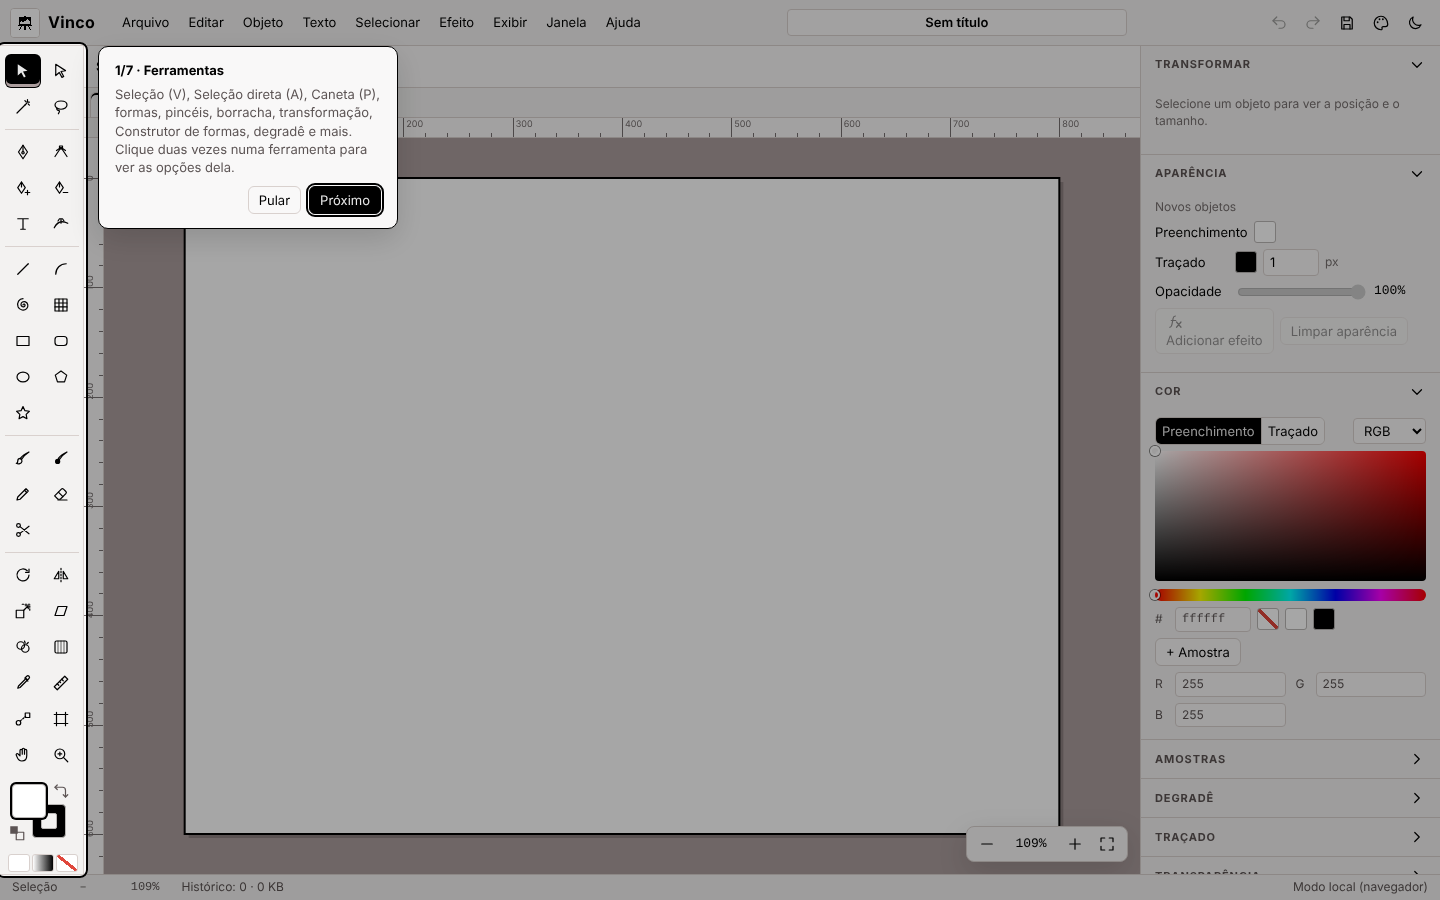 Vinco
Arquivo Editar Objeto Texto Selecionar Efeito Exibir Janela Ajuda
Sem título
1/7 · Ferramentas
Seleção (V), Seleção direta (A), Caneta (P),
formas, pincéis, borracha, transformação,
Construtor de formas, degradê e mais.
Clique duas vezes numa ferramenta para
ver as opções dela.
Pular Próximo
200 300 400 500 600 700 800
TRANSFORMAR
Selecione um objeto para ver a posição e o
tamanho.
APARÊNCIA
Novos objetos
Preenchimento
Traçado 1 px
Opacidade 100%
Adicionar efeito
Limpar aparência
COR
Preenchimento Traçado RGB
# ffffff
+ Amostra
R 255 G 255
B 255
AMOSTRAS
DEGRADÊ
TRAÇADO
109%
Seleção – 109% Histórico: 0 · 0 KB
Modo local (navegador)